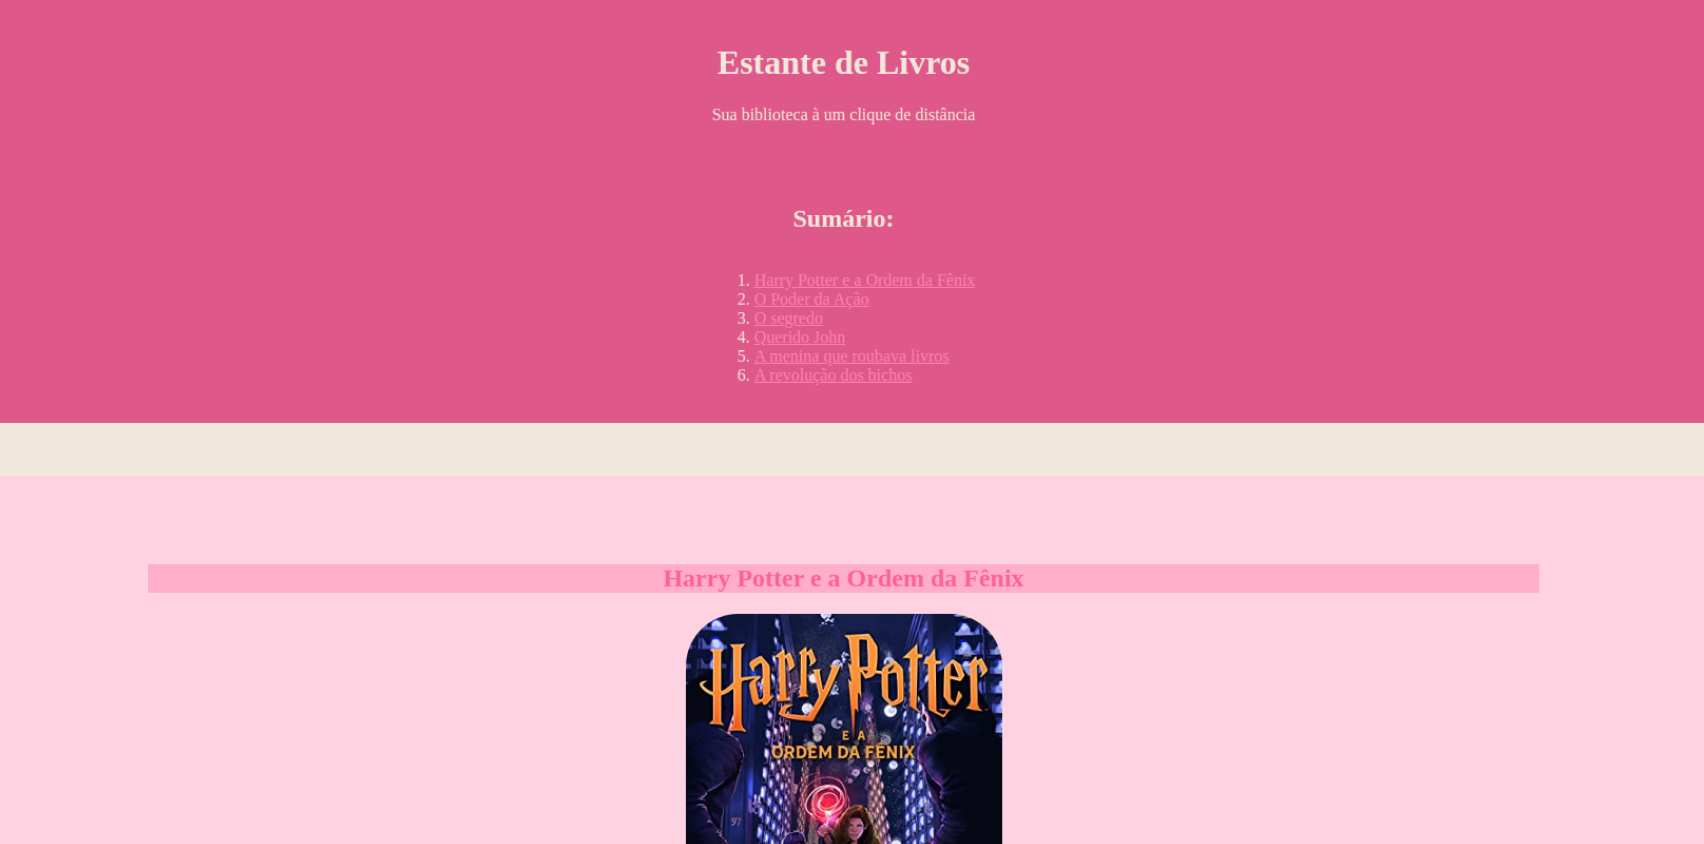 Estante de Livros
Sua biblioteca à um clique de distância
Sumário:
1. Harry Potter e a Ordem da Fênix
2. O Poder da Ação
3. O segredo
4. Querido John
5. A menina que roubava livros
6. A revolução dos bichos
Harry Potter e a Ordem da Fênix
Harry Potter
E A
ORDEM DA FÊNIX
97